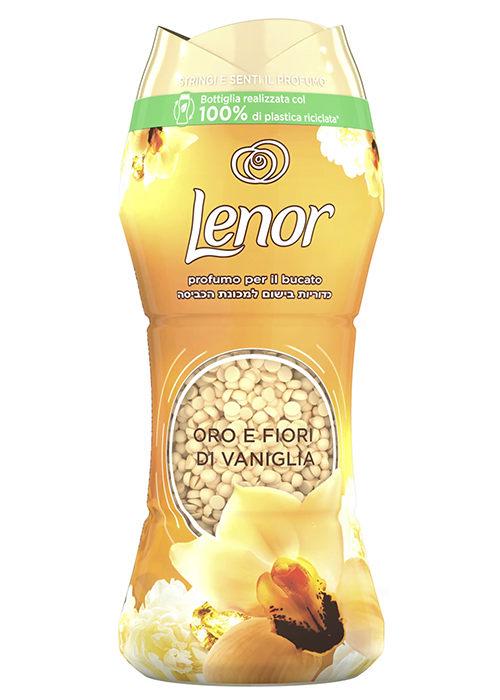 STRINGI E SENTI IL PROFUMO
Bottiglia realizzata col
100% di plastica riciclata*
Lenor
profumo per il bucato
כדוריות בישום למכונת הכביסה
ORO E FIORI
DI VANIGLIA